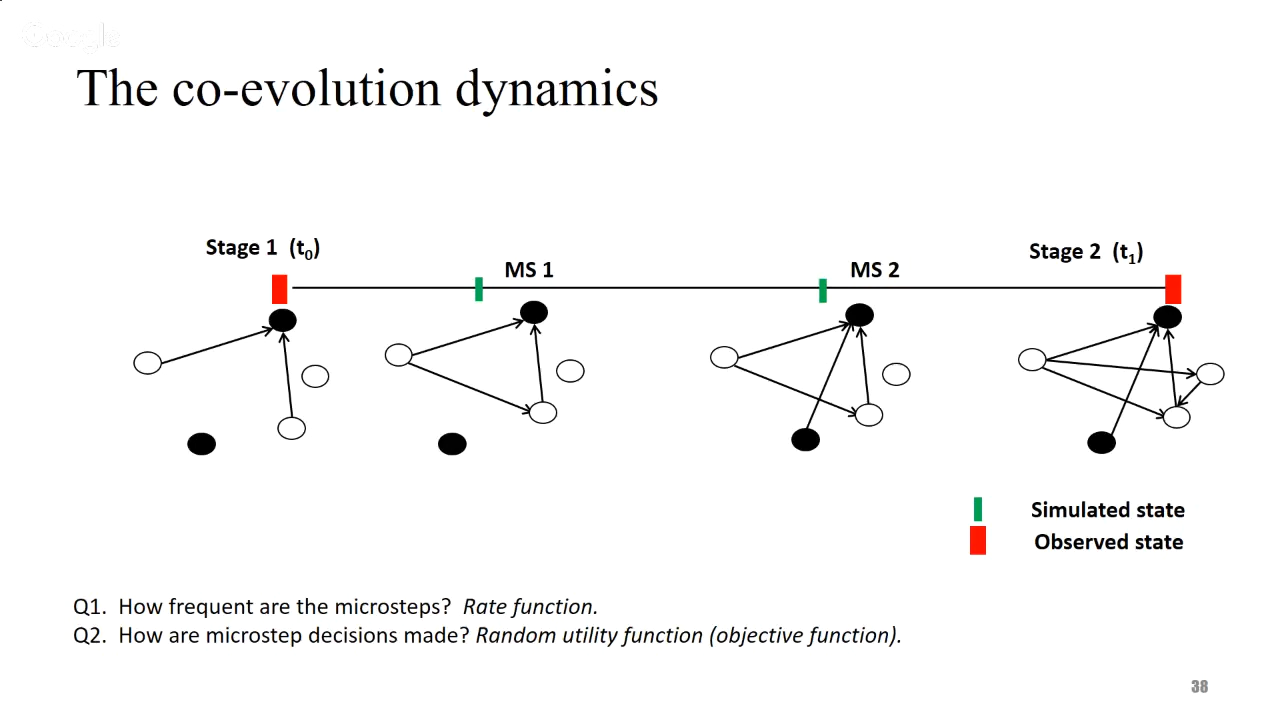 Google
The co-evolution dynamics
Stage 1 (t0)
MS 1
MS 2
Stage 2 (t1)
Simulated state
Observed state
Q1. How frequent are the microsteps? Rate function.
Q2. How are microstep decisions made? Random utility function (objective function).
38